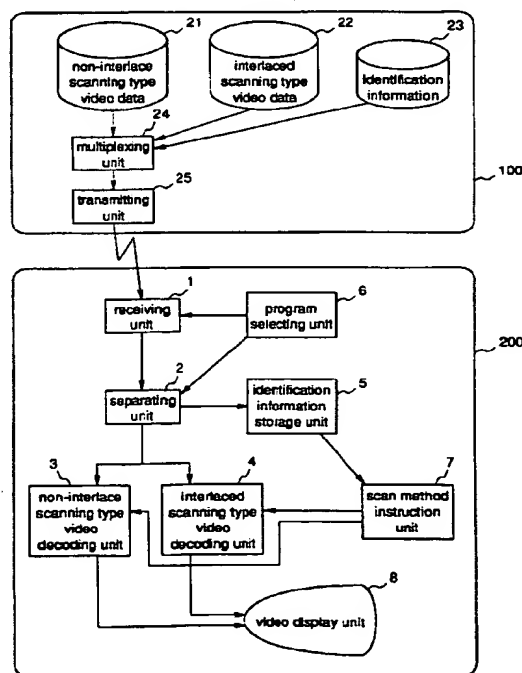 21
22
23
non-interlace
scanning type
video data
interlaced
scanning type
video data
identification
information
24
multiplexing
unit
25
transmitting
unit
100
1
receiving
unit
6
program
selecting unit
200
2
separating
unit
5
identification
information
storage unit
3
non-interlace
scanning type
video
decoding unit
4
interlaced
scanning type
video
decoding unit
7
scan method
instruction
unit
8
video display unit